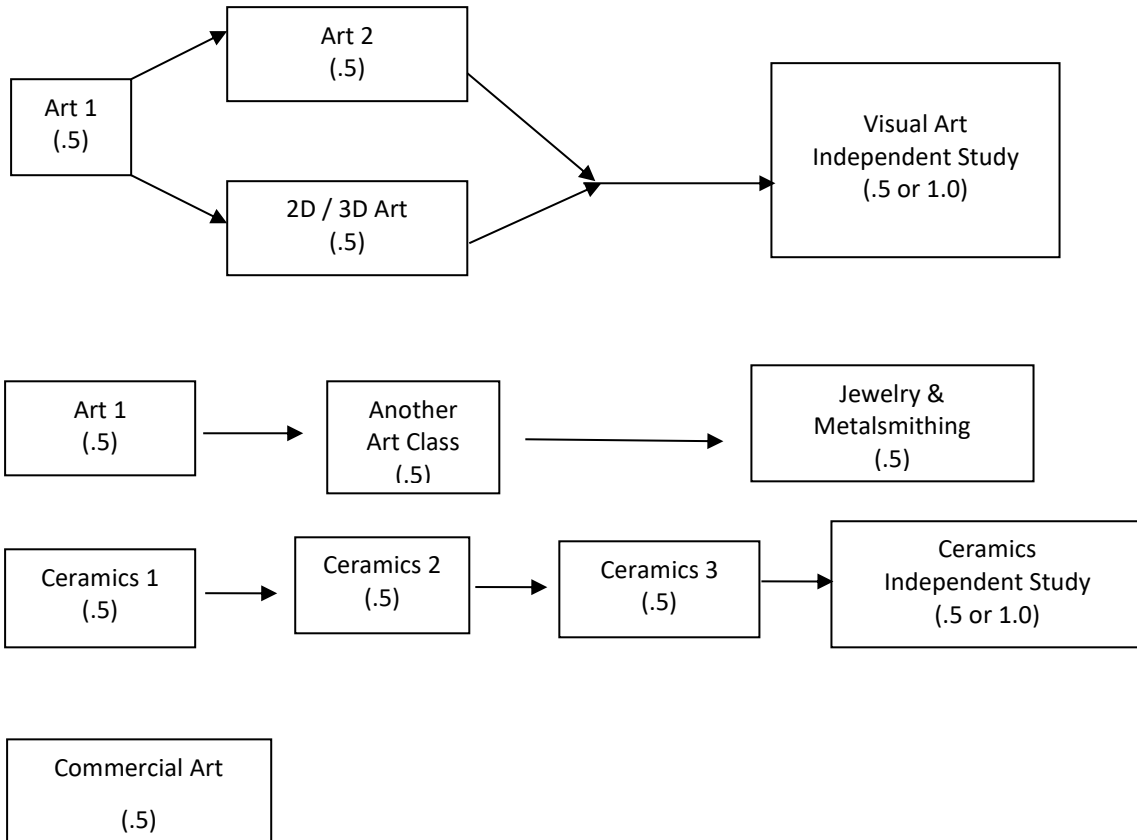 Art 1
(.5)
Art 2
(.5)
2D / 3D Art
(.5)
Visual Art
Independent Study
(.5 or 1.0)
Art 1
(.5)
Another
Art Class
(.5)
Jewelry &
Metalsmithing
(.5)
Ceramics 1
(.5)
Ceramics 2
(.5)
Ceramics 3
(.5)
Ceramics
Independent Study
(.5 or 1.0)
Commercial Art
(.5)